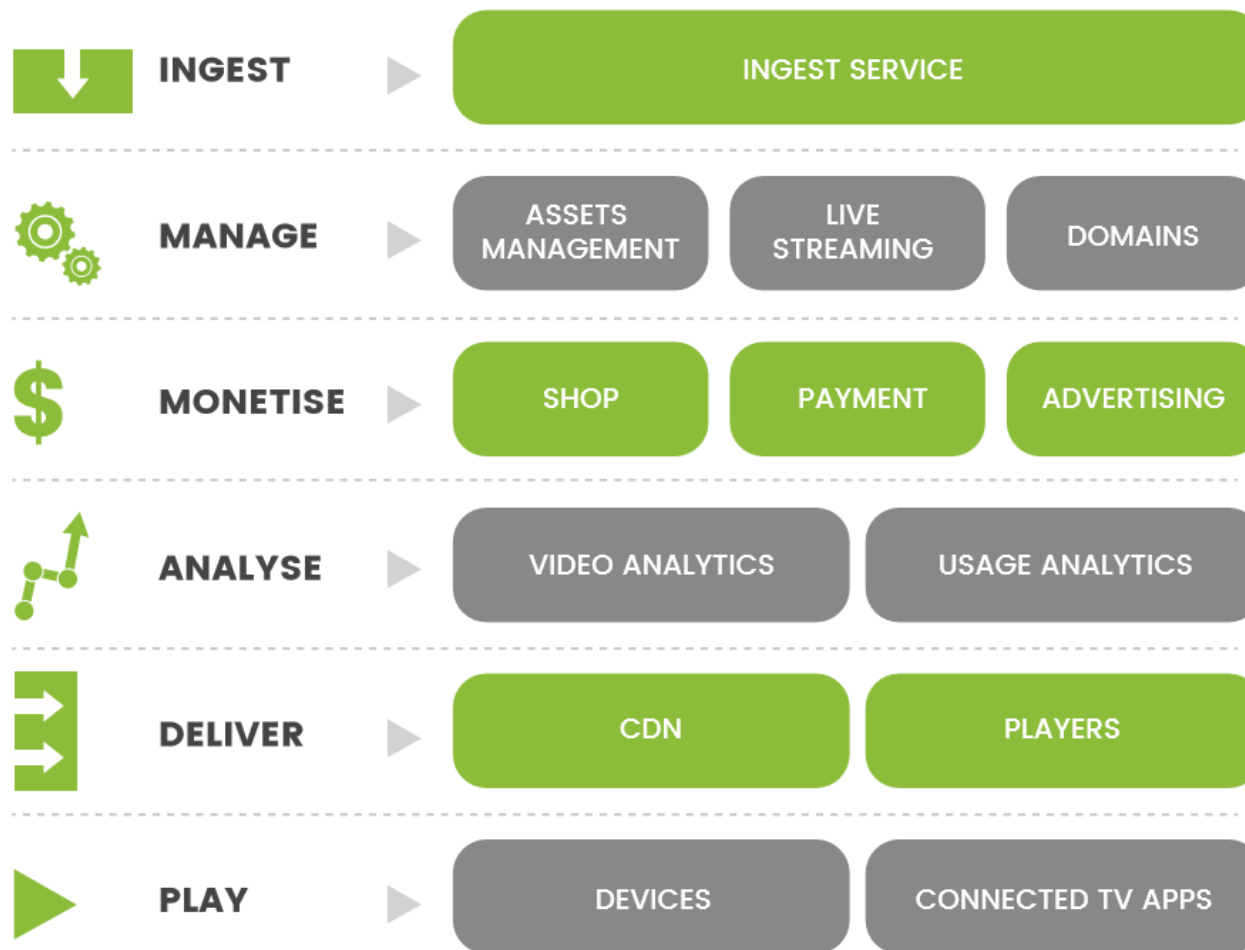 INGEST
INGEST SERVICE
MANAGE
ASSETS
MANAGEMENT
LIVE
STREAMING
DOMAINS
$
MONETISE
SHOP
PAYMENT
ADVERTISING
ANALYSE
VIDEO ANALYTICS
USAGE ANALYTICS
DELIVER
CDN
PLAYERS
PLAY
DEVICES
CONNECTED TV APPS